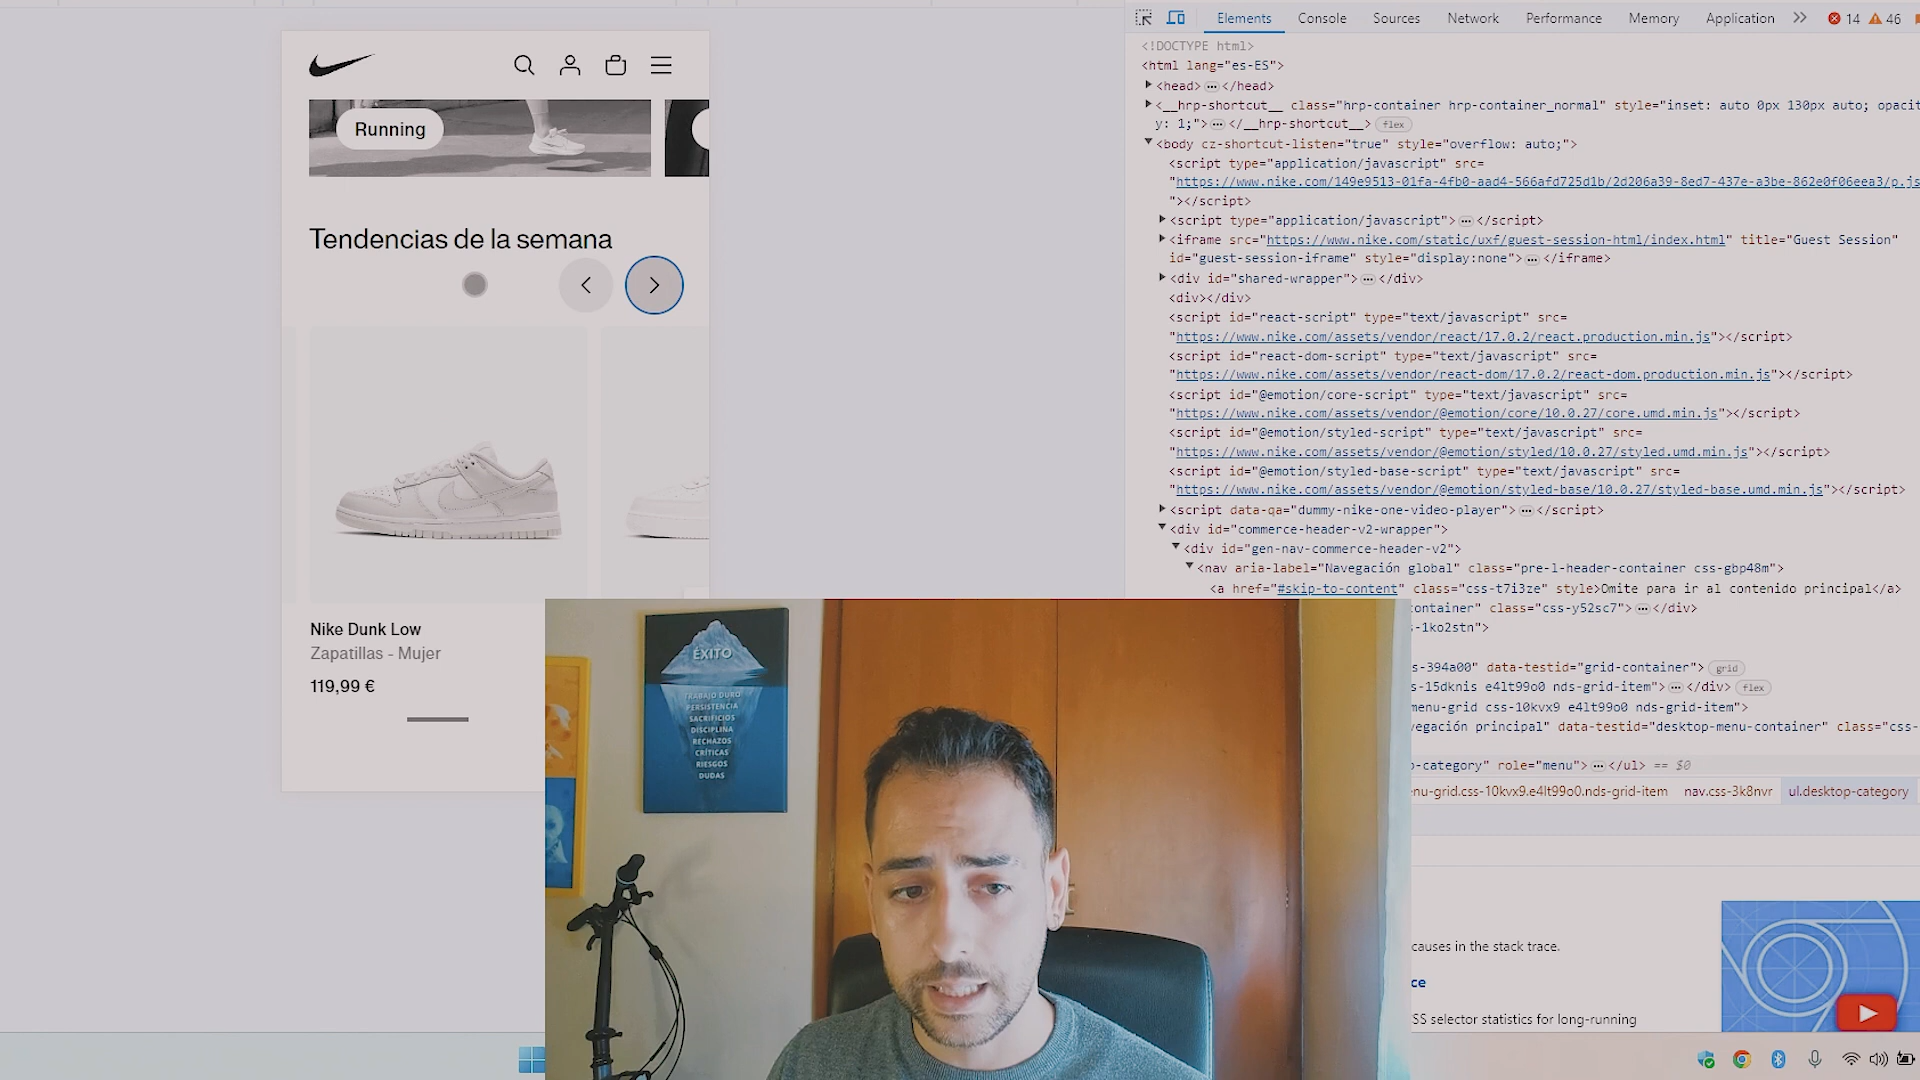 Running
Tendencias de la semana
Nike Dunk Low
Zapatillas - Mujer
119,99 €
Elements Console Sources Network Performance Memory Application 14 46
<!DOCTYPE html>
<html lang="es-ES">
<head> </head>
<__hrp-shortcut__ class="hrp-container hrp-container_normal" style="inset: auto 0px 130px auto; opacit
y: 1;"> </__hrp-shortcut__> flex
<body cz-shortcut-listen="true" style="overflow: auto;">
<script type="application/javascript" src=
"https://www.nike.com/149e9513-01fa-4fb0-aad4-566afd725d1b/2d206a39-8ed7-437e-a3be-862e0f06eea3/p.js
"></script>
<script type="application/javascript"> </script>
<iframe src="https://www.nike.com/static/uxf/guest-session-html/index.html" title="Guest Session"
id="guest-session-iframe" style="display:none"> </iframe>
<div id="shared-wrapper"> </div>
<div></div>
<script id="react-script" type="text/javascript" src=
"https://www.nike.com/assets/vendor/react/17.0.2/react.production.min.js"></script>
<script id="react-dom-script" type="text/javascript" src=
"https://www.nike.com/assets/vendor/react-dom/17.0.2/react-dom.production.min.js"></script>
<script id="@emotion/core-script" type="text/javascript" src=
"https://www.nike.com/assets/vendor/@emotion/core/10.0.27/core.umd.min.js"></script>
<script id="@emotion/styled-script" type="text/javascript" src=
"https://www.nike.com/assets/vendor/@emotion/styled/10.0.27/styled.umd.min.js"></script>
<script id="@emotion/styled-base-script" type="text/javascript" src=
"https://www.nike.com/assets/vendor/@emotion/styled-base/10.0.27/styled-base.umd.min.js"></script>
<script data-qa="dummy-nike-one-video-player"> </script>
<div id="commerce-header-v2-wrapper">
<div id="gen-nav-commerce-header-v2">
<nav aria-label="Navegación global" class="pre-l-header-container css-gbp48m">
<a href="#skip-to-content" class="css-t7i3ze" style>Omite para ir al contenido principal</a>
ontainer" class="css-y52sc7"> </div>
-1ko2stn">
s-394a00" data-testid="grid-container"> grid
s-15dknis e4lt99o0 nds-grid-item"> </div> flex
menu-grid css-10kvx9 e4lt99o0 nds-grid-item">
vegación principal" data-testid="desktop-menu-container" class="css-
p-category" role="menu"> </ul> == $0
nu-grid.css-10kvx9.e4lt99o0.nds-grid-item nav.css-3k8nvr ul.desktop-category
causes in the stack trace.
ce
SS selector statistics for long-running
ÉXITO
TRABAJO DURO
PERSISTENCIA
SACRIFICIOS
DISCIPLINA
RECHAZOS
CRÍTICAS
RIESGOS
DUDAS